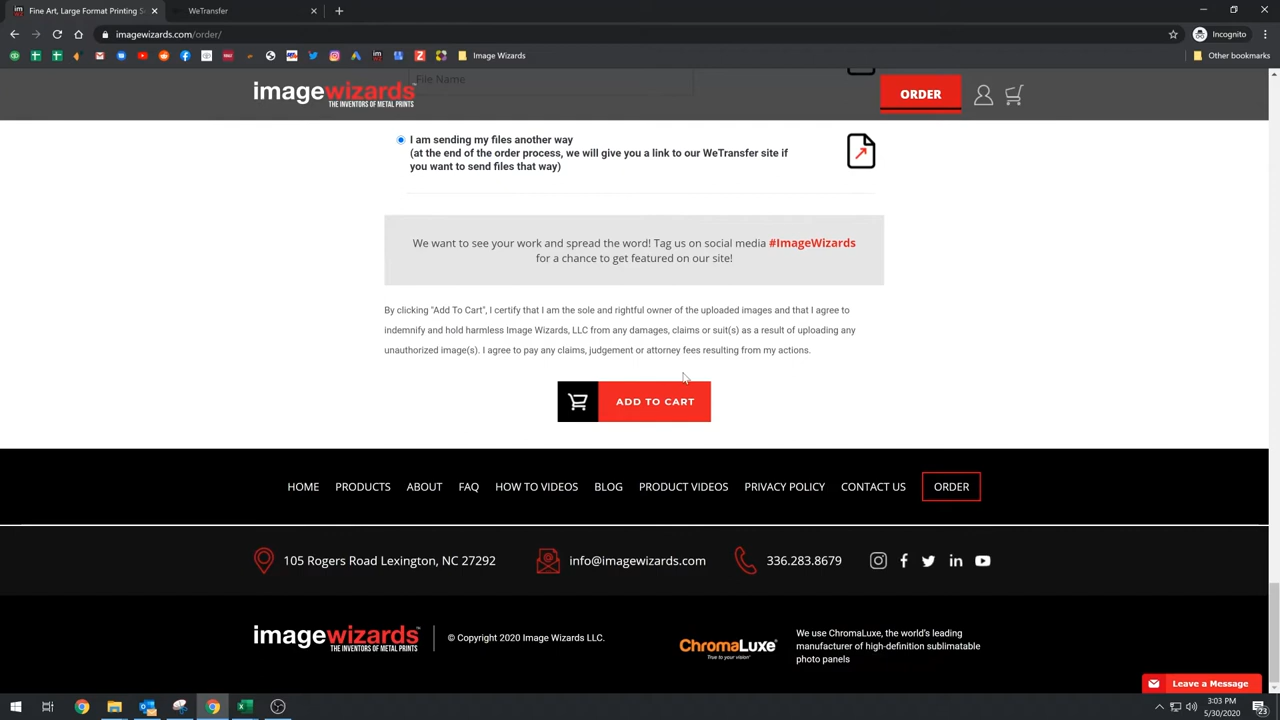 Fine Art, Large Format Printing S
WeTransfer
imagewizards.com/order/
Incognito
Image Wizards
Other bookmarks
imagewizards™
THE INVENTORS OF METAL PRINTS
File Name
ORDER
I am sending my files another way
(at the end of the order process, we will give you a link to our WeTransfer site if
you want to send files that way)
We want to see your work and spread the word! Tag us on social media #ImageWizards
for a chance to get featured on our site!
By clicking "Add To Cart", I certify that I am the sole and rightful owner of the uploaded images and that I agree to
indemnify and hold harmless Image Wizards, LLC from any damages, claims or suit(s) as a result of uploading any
unauthorized image(s). I agree to pay any claims, judgement or attorney fees resulting from my actions.
ADD TO CART
HOME PRODUCTS ABOUT FAQ HOW TO VIDEOS BLOG PRODUCT VIDEOS PRIVACY POLICY CONTACT US ORDER
105 Rogers Road Lexington, NC 27292
info@imagewizards.com
336.283.8679
imagewizards™
THE INVENTORS OF METAL PRINTS
© Copyright 2020 Image Wizards LLC.
ChromaLuxe®
True to your vision®
We use ChromaLuxe, the world's leading
manufacturer of high-definition sublimatable
photo panels
Leave a Message
3:03 PM
5/30/2020
23